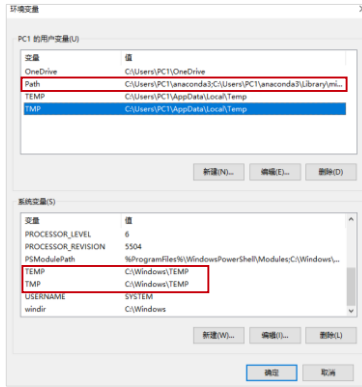 环境变量
PC1 的用户变量(U)
变量 值
OneDrive C:\Users\PC1\OneDrive
Path C:\Users\PC1\anaconda3;C:\Users\PC1\anaconda3\Library\mi...
TEMP C:\Users\PC1\AppData\Local\Temp
TMP C:\Users\PC1\AppData\Local\Temp
新建(N)... 编辑(E)... 删除(D)
系统变量(S)
变量 值
PROCESSOR_LEVEL 6
PROCESSOR_REVISION 5504
PSModulePath %ProgramFiles%\WindowsPowerShell\Modules;C:\Windows\...
TEMP C:\Windows\TEMP
TMP C:\Windows\TEMP
USERNAME SYSTEM
windir C:\Windows
新建(W)... 编辑(I)... 删除(L)
确定 取消